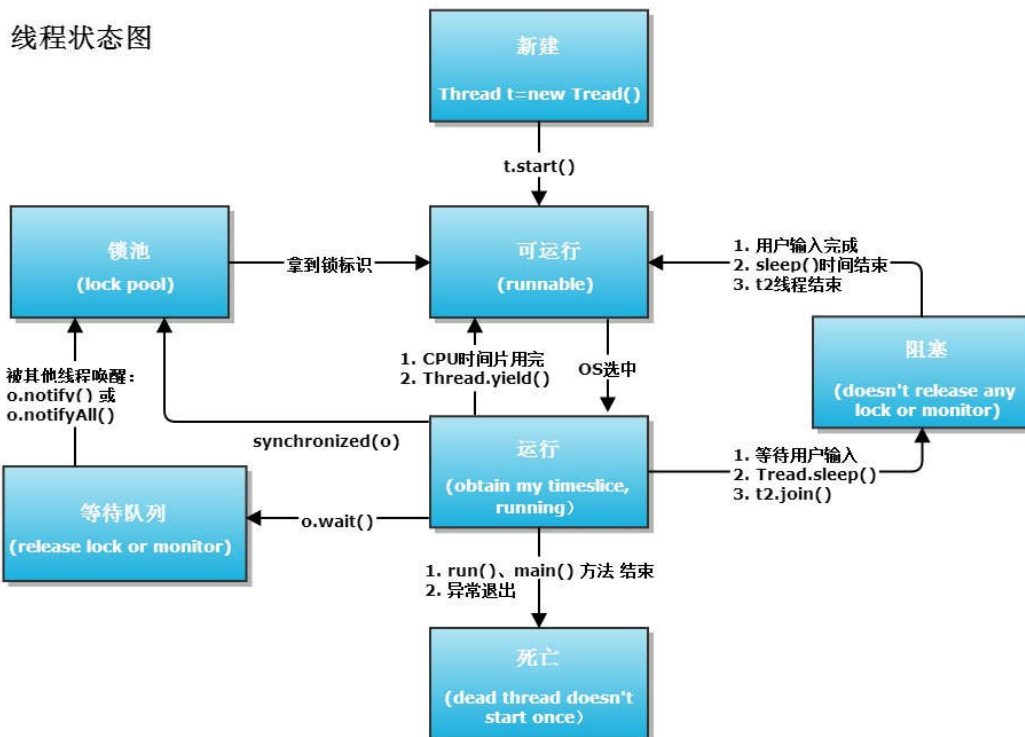 线程状态图
新建
Thread t=new Tread()
t.start()
锁池
(lock pool)
拿到锁标识
可运行
(runnable)
1. 用户输入完成
2. sleep()时间结束
3. t2线程结束
被其他线程唤醒：
o.notify() 或
o.notifyAll()
1. CPU时间片用完
2. Thread.yield()
OS选中
阻塞
(doesn't release any
lock or monitor)
synchronized(o)
运行
(obtain my timeslice,
running）
1. 等待用户输入
2. Tread.sleep()
3. t2.join()
等待队列
(release lock or monitor)
o.wait()
1. run()、main() 方法 结束
2. 异常退出
死亡
(dead thread doesn't
start once）